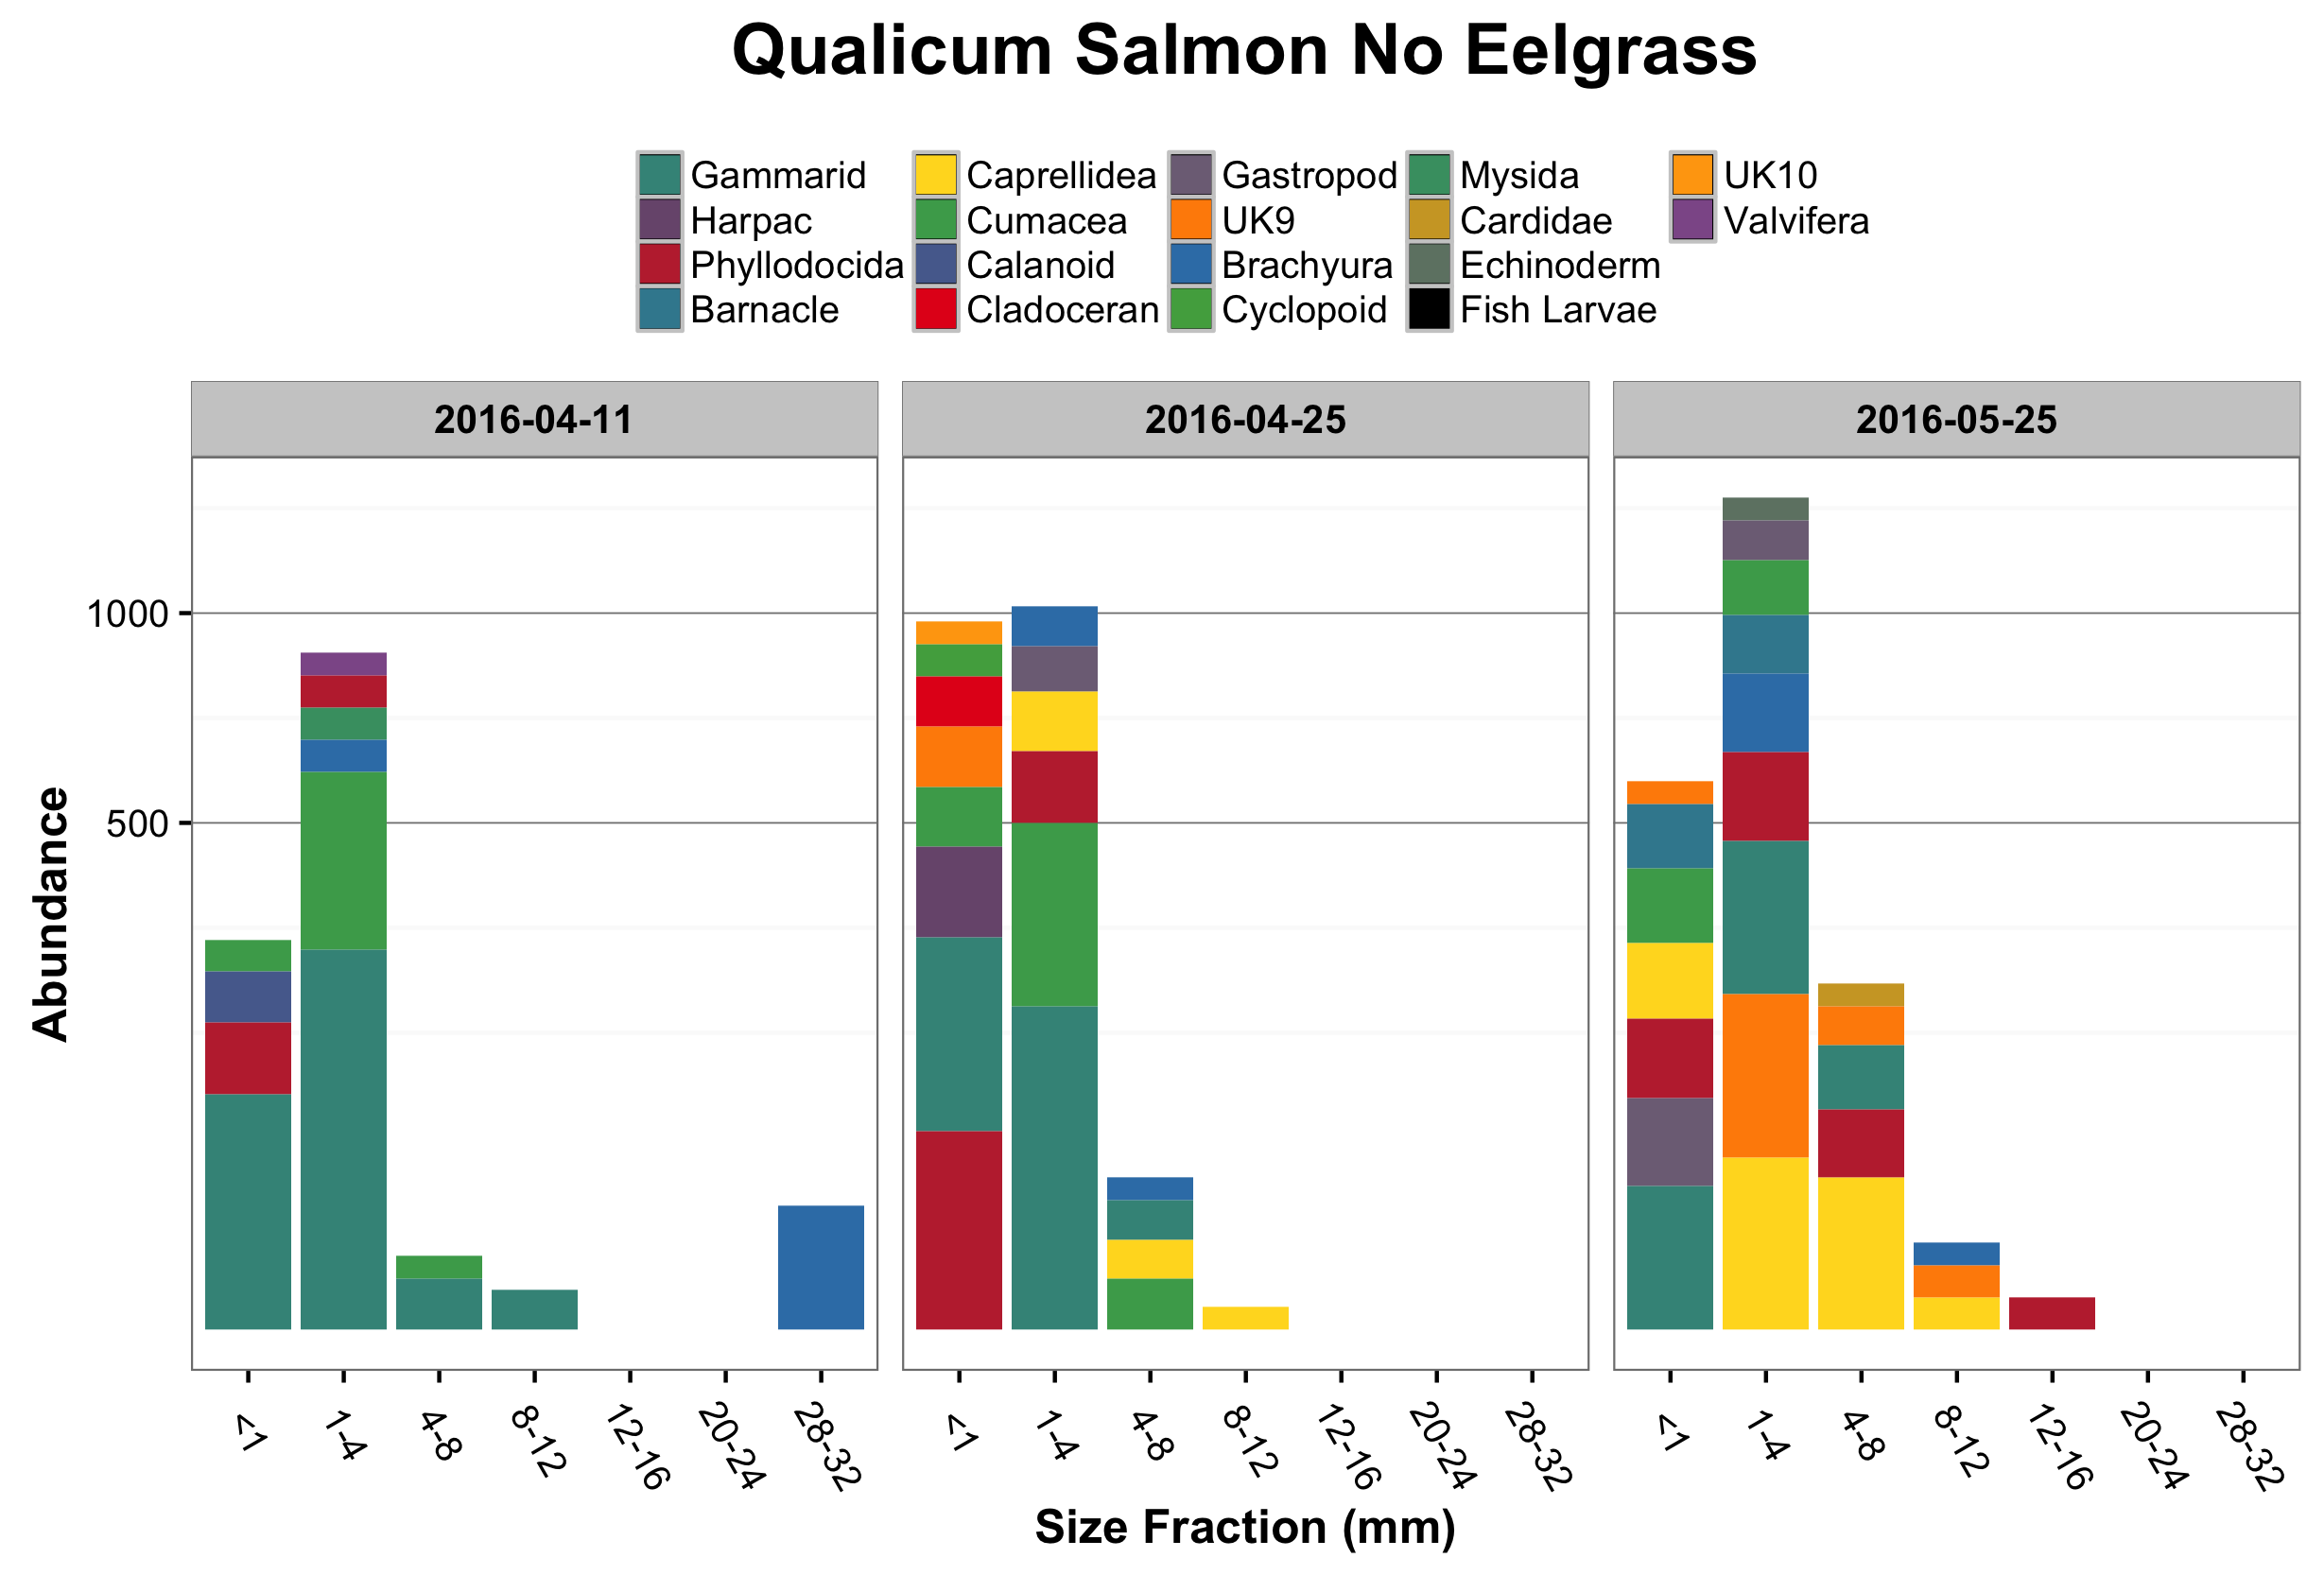 Qualicum Salmon No Eelgrass
Gammarid Caprellidea Gastropod Mysida UK10
Harpac Cumacea UK9 Cardidae Valvifera
Phyllodocida Calanoid Brachyura Echinoderm
Barnacle Cladoceran Cyclopoid Fish Larvae
2016-04-11 2016-04-25 2016-05-25
1000
500
Abundance
<1 1-4 4-8 8-12 12-16 20-24 28-32 <1 1-4 4-8 8-12 12-16 20-24 28-32 <1 1-4 4-8 8-12 12-16 20-24 28-32
Size Fraction (mm)